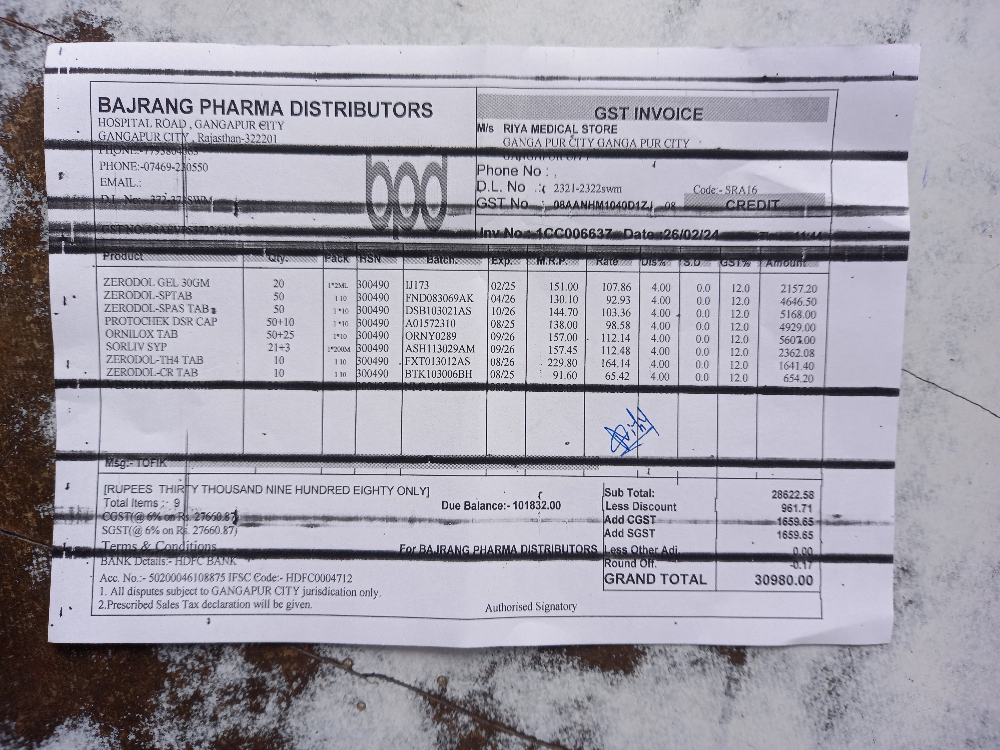 BAJRANG PHARMA DISTRIBUTORS
HOSPITAL ROAD , GANGAPUR CITY
GANGAPUR CITY , Rajasthan-322201
PHONE:-07469-230550
EMAIL.:
bpd
GST INVOICE
M/s RIYA MEDICAL STORE
GANGA PUR CITY GANGA PUR CITY
Phone No : ,
D.L. No .: 2321-2322swm Code:- SRA16
GST No 08AANHM1040D1ZJ 08 CREDIT
Inv No.: 1CC006637 Date :26/02/24
Product Qty. Pack HSN Batch. Exp. M.R.P. Rate Dis% S.D GST% Amount
ZERODOL GEL 30GM 20 300490 IJ173 02/25 151.00 107.86 4.00 0.0 12.0 2157.20
ZERODOL-SPTAB 50 1 10 300490 FND083069AK 04/26 130.10 92.93 4.00 0.0 12.0 4646.50
ZERODOL-SPAS TAB 50 1*10 300490 DSB103021AS 10/26 144.70 103.36 4.00 0.0 12.0 5168.00
PROTOCHEK DSR CAP 50+10 1*10 300490 A01572310 08/25 138.00 98.58 4.00 0.0 12.0 4929.00
ORNILOX TAB 50+25 1*10 300490 ORNY0289 09/26 157.00 112.14 4.00 0.0 12.0 5607.00
SORLIV SYP 21+3 1*200M 300490 ASH113029AM 09/26 157.45 112.48 4.00 0.0 12.0 2362.08
ZERODOL-TH4 TAB 10 1 10 300490 FXT013012AS 08/26 229.80 164.14 4.00 0.0 12.0 1641.40
ZERODOL-CR TAB 10 1 10 300490 BTK103006BH 08/25 91.60 65.42 4.00 0.0 12.0 654.20
Msg:- TOFIK
[RUPEES THIRTY THOUSAND NINE HUNDRED EIGHTY ONLY]
Total Items :- 9
Due Balance:- 101832.00
CGST(@ 6% on Rs. 27660.87)
SGST(@ 6% on Rs. 27660.87)
Sub Total: 28622.58
Less Discount 961.71
Add CGST 1659.65
Add SGST 1659.65
Less Other Adj. 0.00
Round Off. -0.17
GRAND TOTAL 30980.00
Terms & Conditions
For BAJRANG PHARMA DISTRIBUTORS
BANK Details:- HDFC BANK
Acc. No.:- 50200046108875 IFSC Code:- HDFC0004712
1. All disputes subject to GANGAPUR CITY jurisdication only.
2.Prescribed Sales Tax declaration will be given.
Authorised Signatory